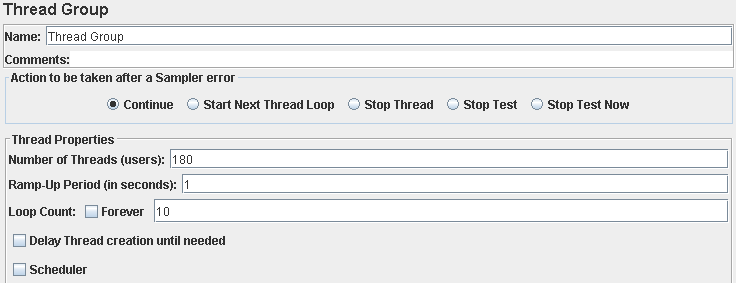 Thread Group
Name: Thread Group
Comments:
Action to be taken after a Sampler error
Continue Start Next Thread Loop Stop Thread Stop Test Stop Test Now
Thread Properties
Number of Threads (users): 180
Ramp-Up Period (in seconds): 1
Loop Count: Forever 10
Delay Thread creation until needed
Scheduler